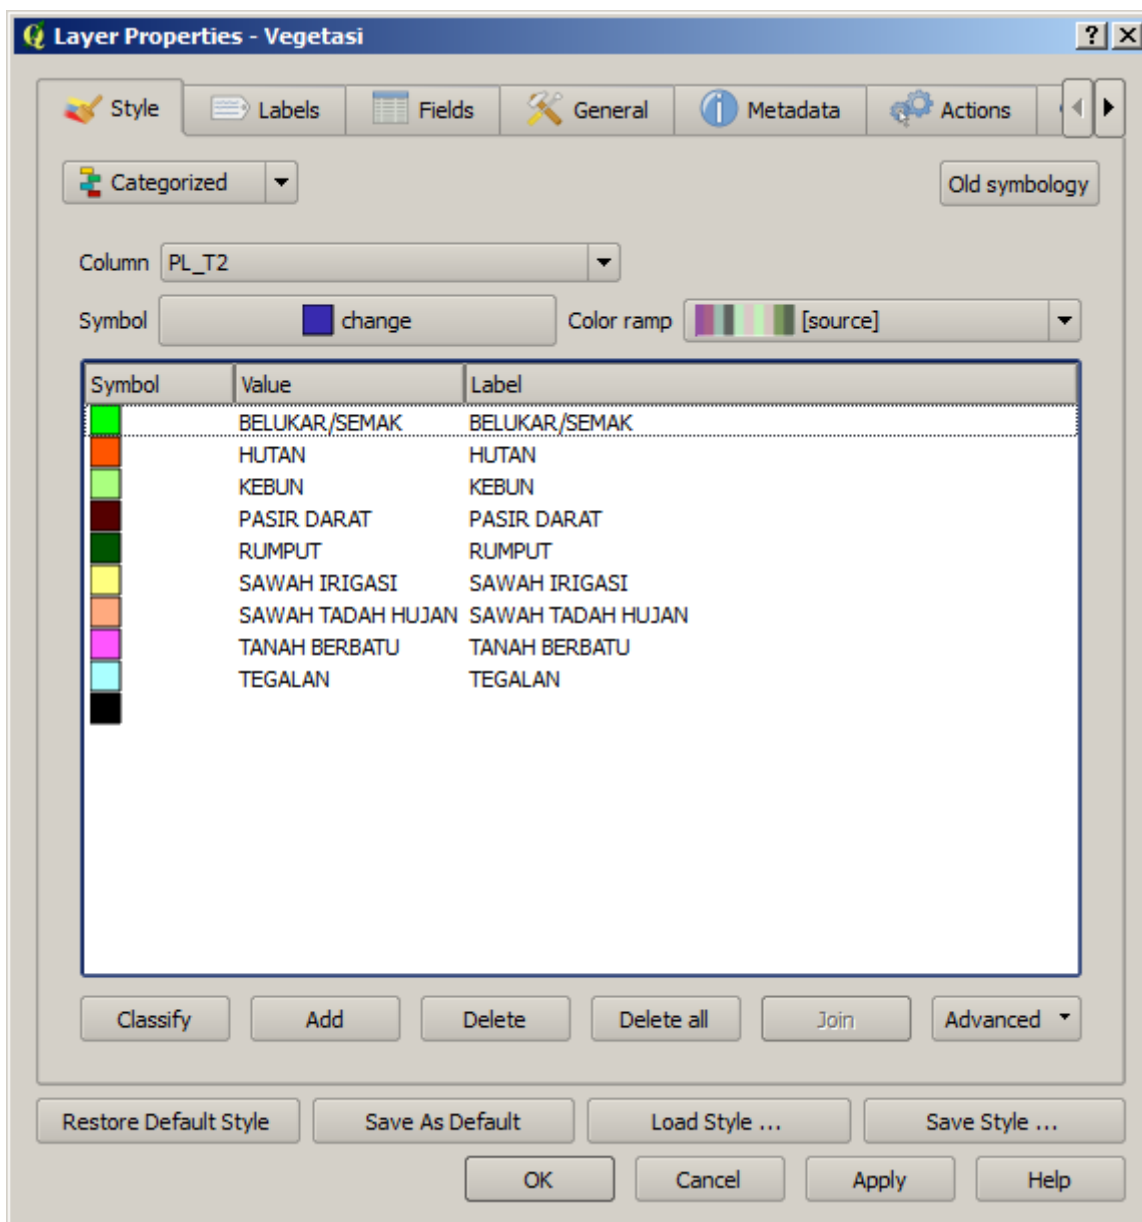 Layer Properties - Vegetasi
Style Labels Fields General Metadata Actions
Categorized Old symbology
Column PL_T2
Symbol change Color ramp [source]
Symbol Value Label
BELUKAR/SEMAK BELUKAR/SEMAK
HUTAN HUTAN
KEBUN KEBUN
PASIR DARAT PASIR DARAT
RUMPUT RUMPUT
SAWAH IRIGASI SAWAH IRIGASI
SAWAH TADAH HUJAN SAWAH TADAH HUJAN
TANAH BERBATU TANAH BERBATU
TEGALAN TEGALAN
Classify Add Delete Delete all Join Advanced
Restore Default Style Save As Default Load Style ... Save Style ...
OK Cancel Apply Help